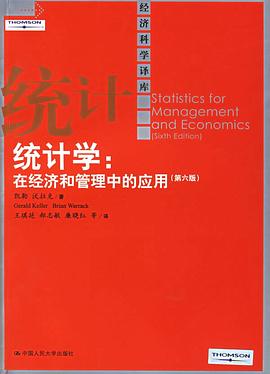 THOMSON
经济科学译库
统计
Statistics for
Management
and Economics
(Sixth Edition)
统计学：
在经济和管理中的应用(第六版)
凯勒 沃拉克 著
Gerald Keller Brian Warrack
王琪延 郝志敏 廉晓红 等/译
THOMSON
中国人民大学出版社